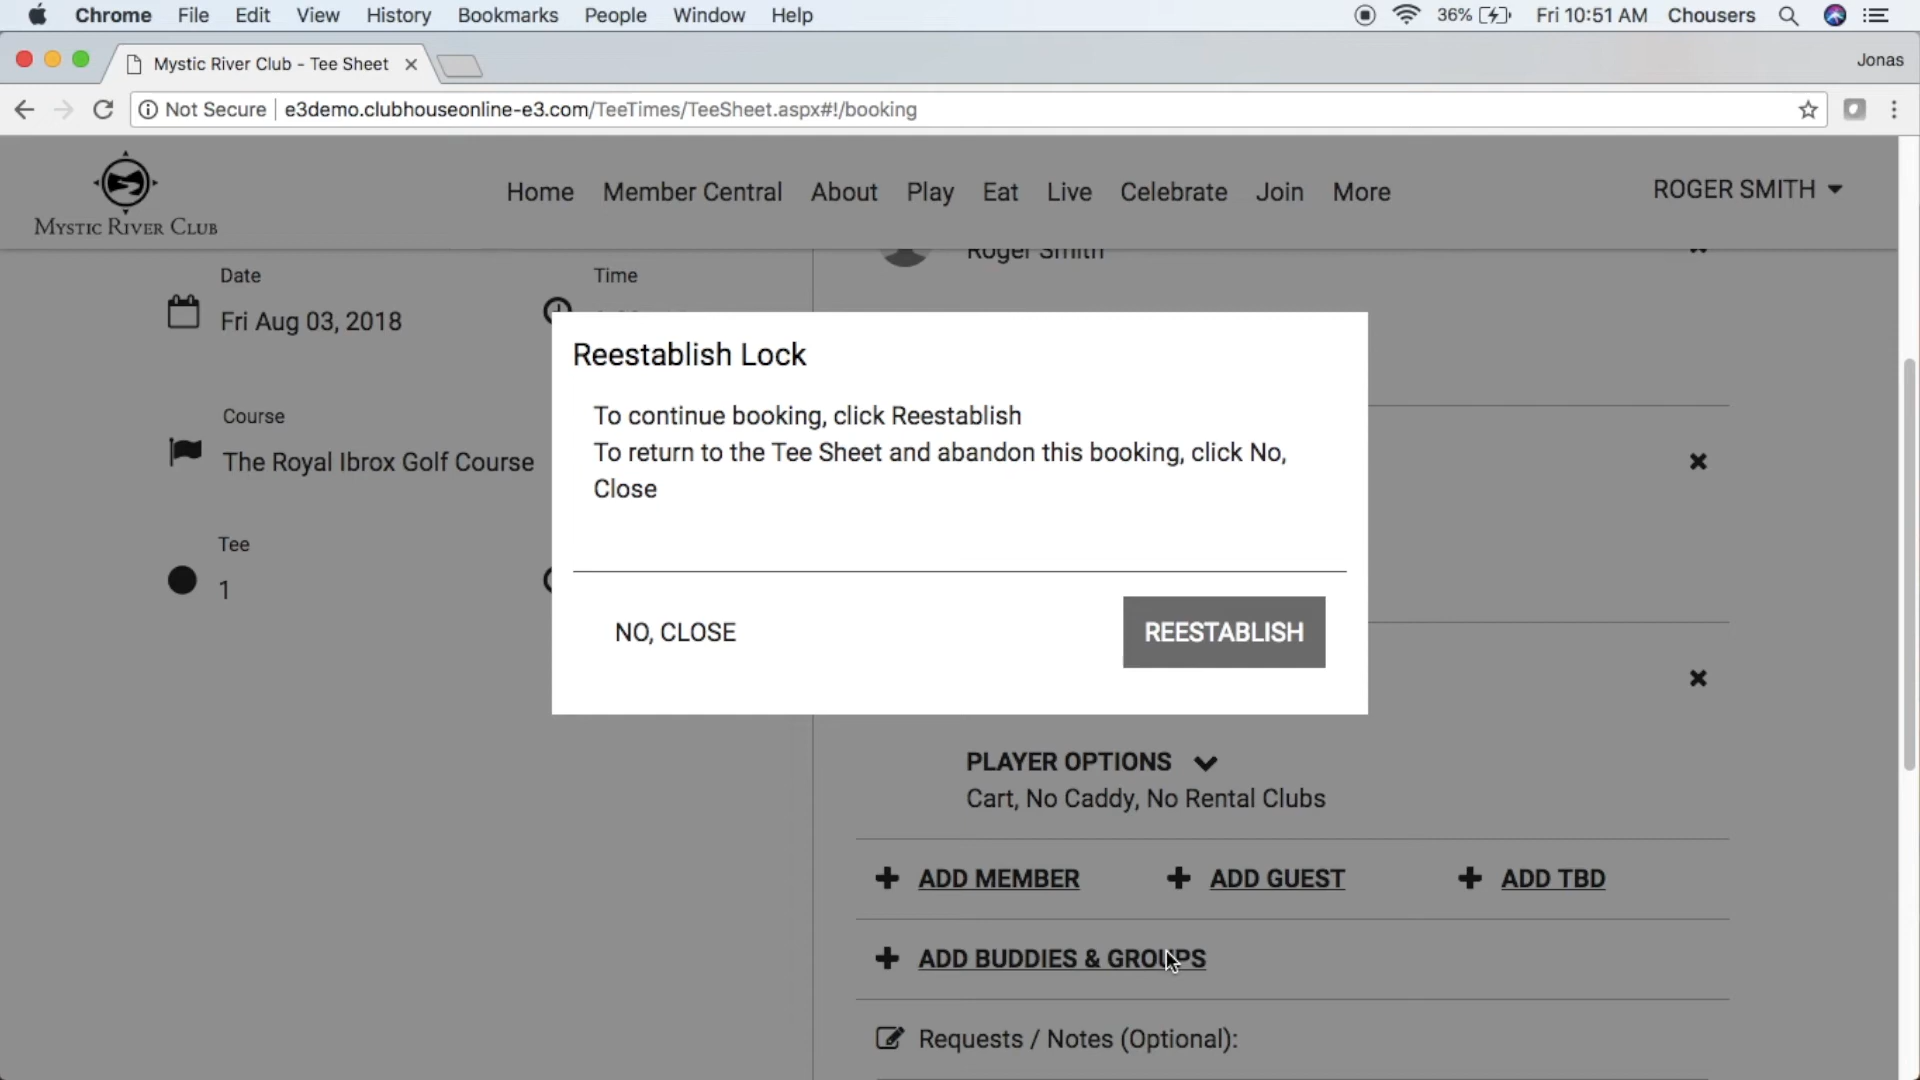 Chrome File Edit View History Bookmarks People Window Help 36% Fri 10:51 AM Chousers
Mystic River Club - Tee Sheet Jonas
Not Secure e3demo.clubhouseonline-e3.com/TeeTimes/TeeSheet.aspx#!/booking
MYSTIC RIVER CLUB
Home Member Central About Play Eat Live Celebrate Join More ROGER SMITH
Roger Smith
Date Time
Fri Aug 03, 2018
Course
The Royal Ibrox Golf Course
Tee
1
Reestablish Lock
To continue booking, click Reestablish
To return to the Tee Sheet and abandon this booking, click No,
Close
NO, CLOSE REESTABLISH
PLAYER OPTIONS
Cart, No Caddy, No Rental Clubs
ADD MEMBER ADD GUEST ADD TBD
ADD BUDDIES & GROUPS
Requests / Notes (Optional):